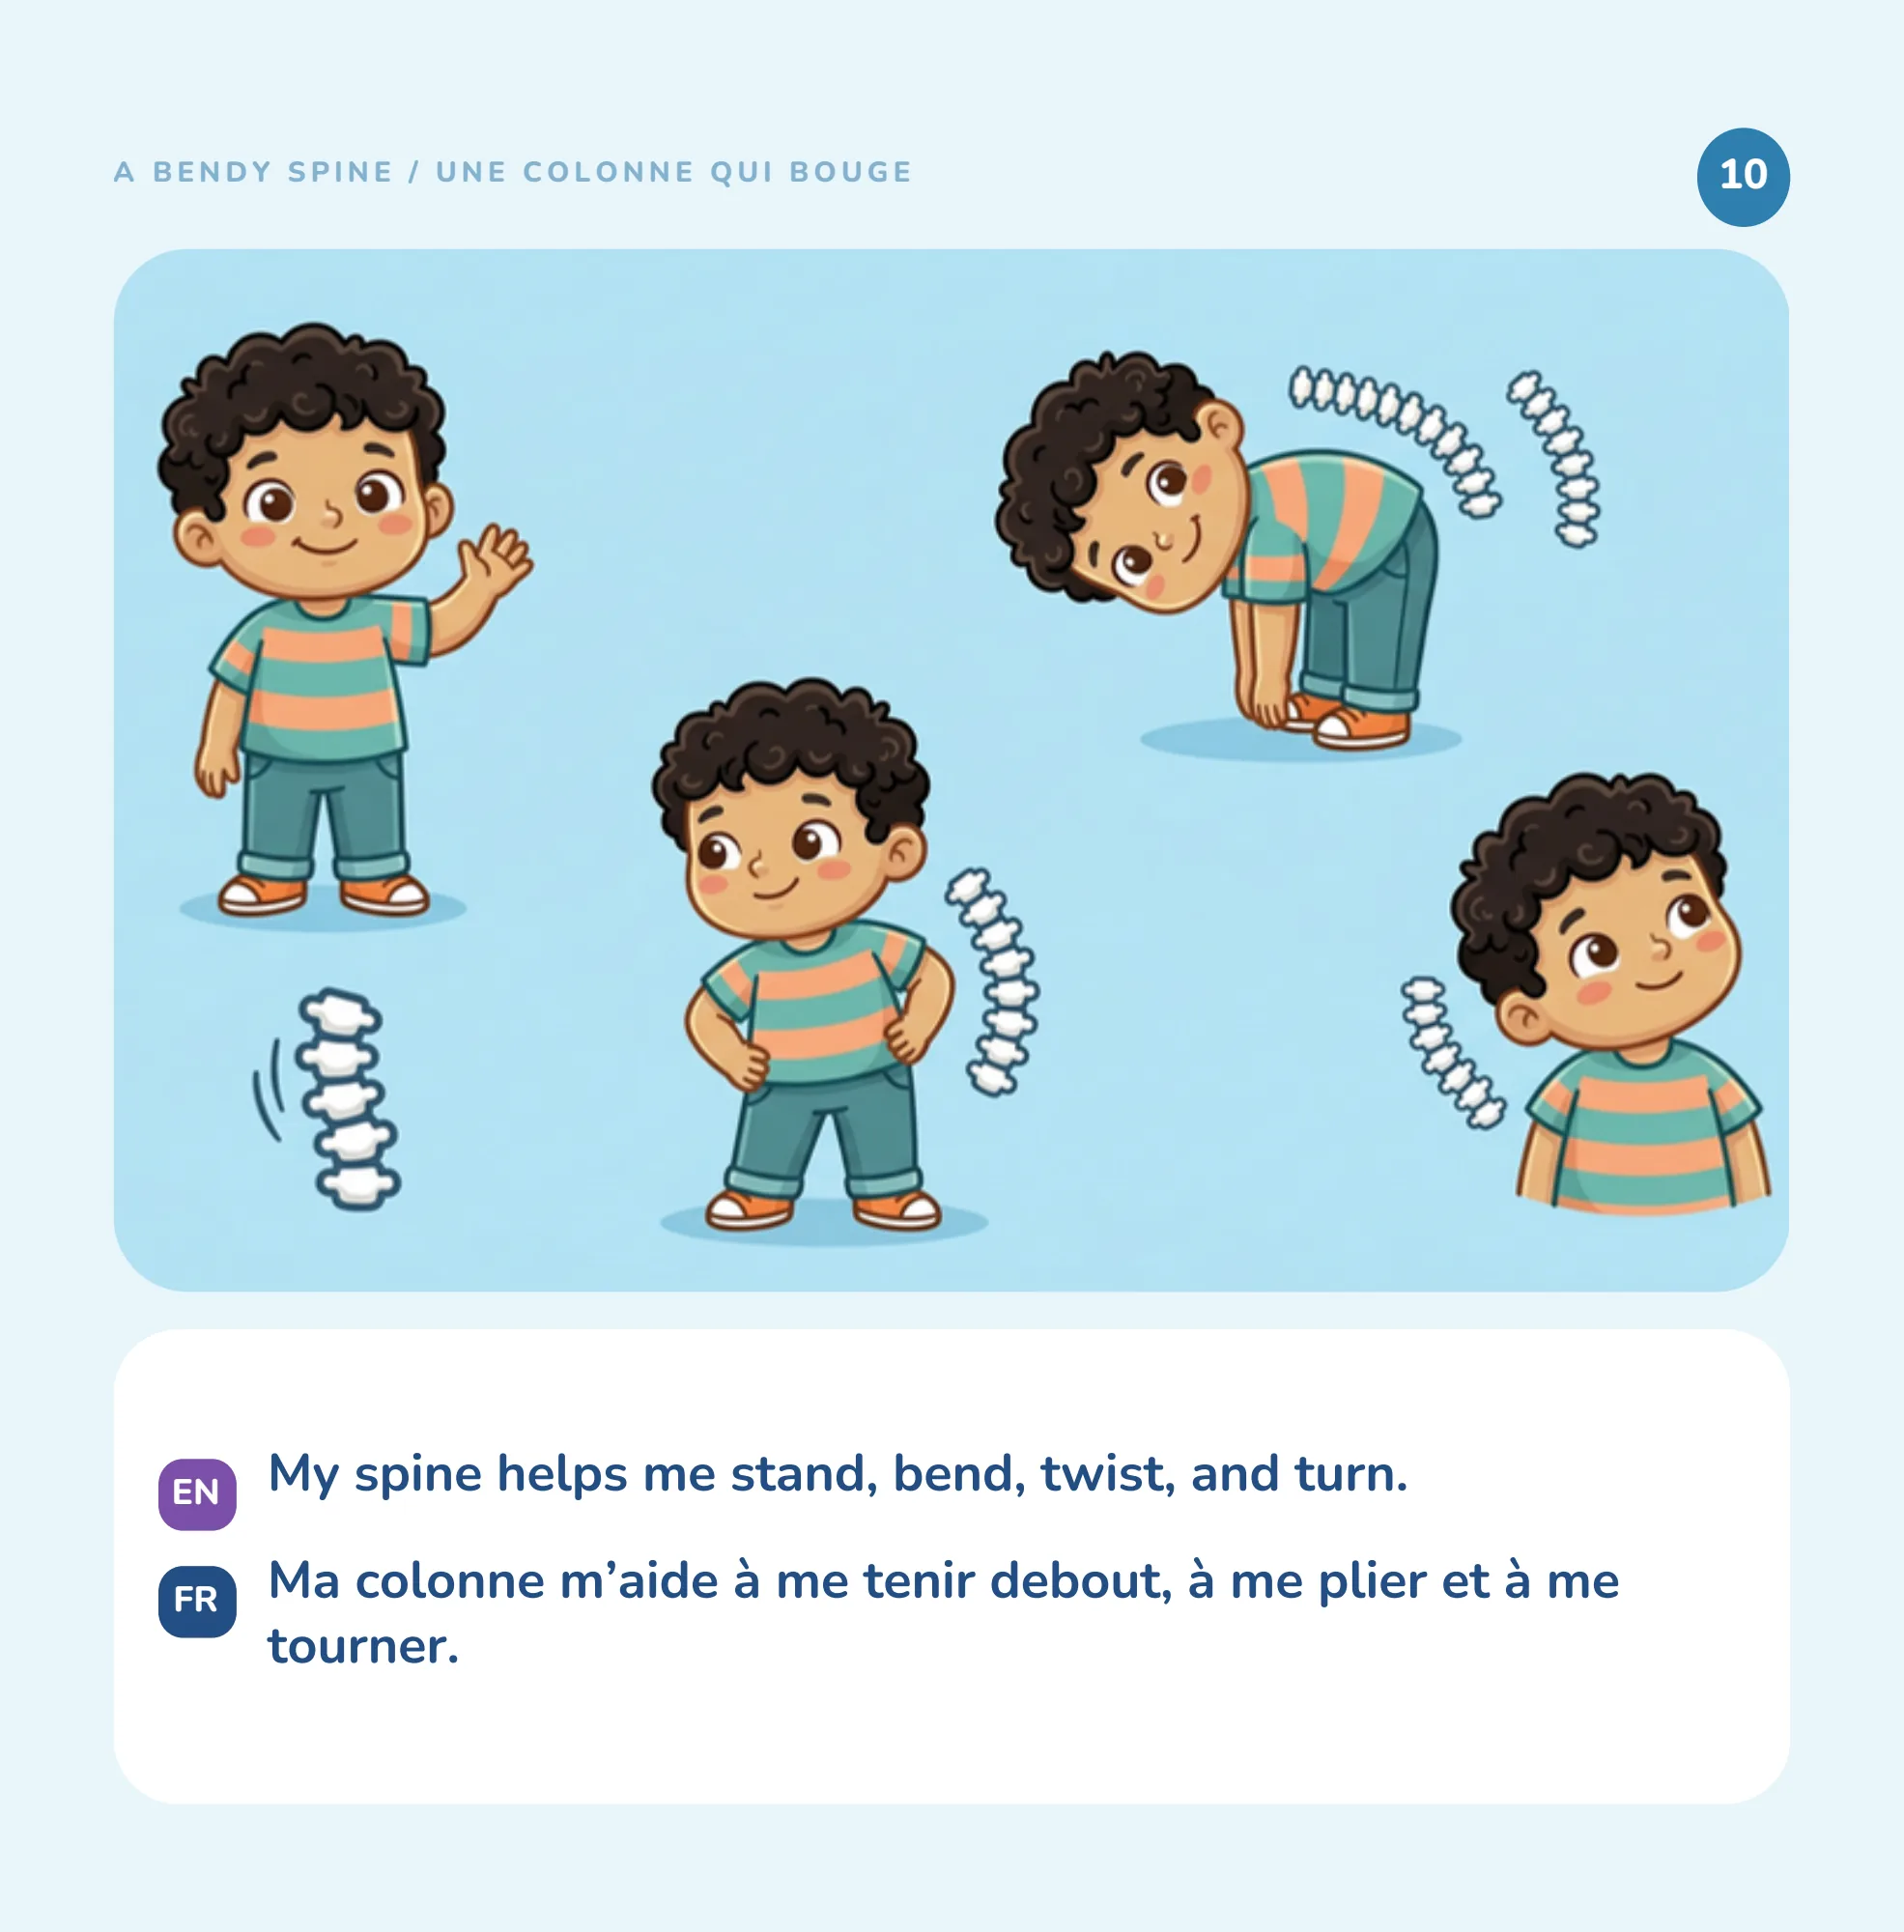 A BENDY SPINE / UNE COLONNE QUI BOUGE
10
EN
My spine helps me stand, bend, twist, and turn.
FR
Ma colonne m’aide à me tenir debout, à me plier et à me
tourner.